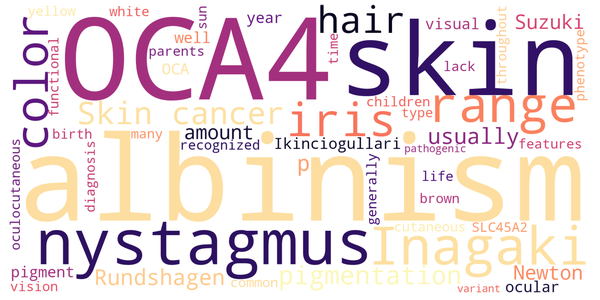 yellow white sun year hair visual lack throughout Suzuki
OCA4 skin
color functional parents well time OCA phenotype
Skin cancer iris children type range
birth many amount recognized Ikinciogullari usually features
oculocutaneous diagnosis p generally pathogenic
albinism
life brown
nystagmus Inagaki cutaneous SLC45A2
pigment Rundshagen pigmentation Newton
vision common variant ocular